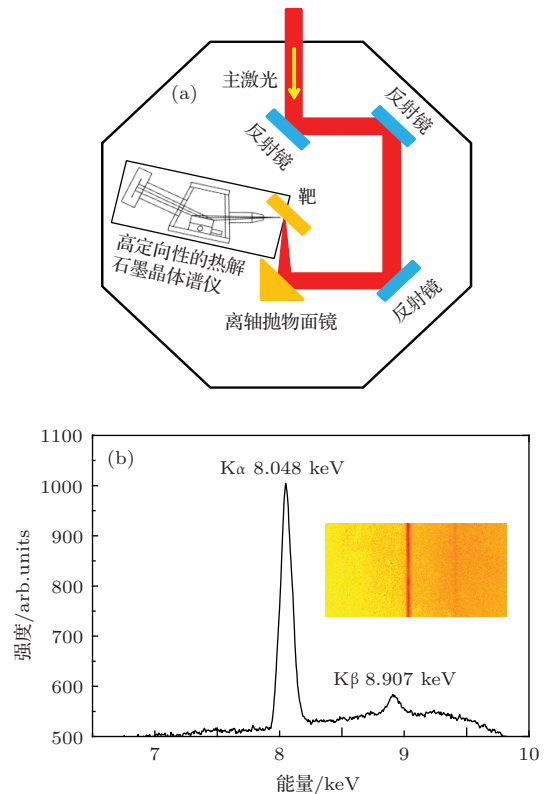 主激光
(a)
反射镜
反射镜
靶
高定向性的热解
石墨晶体谱仪
反射镜
离轴抛物面镜
(b)
Kα 8.048 keV
Kβ 8.907 keV
强度/arb.units
1100
1000
900
800
700
600
500
7
8
9
10
能量/keV